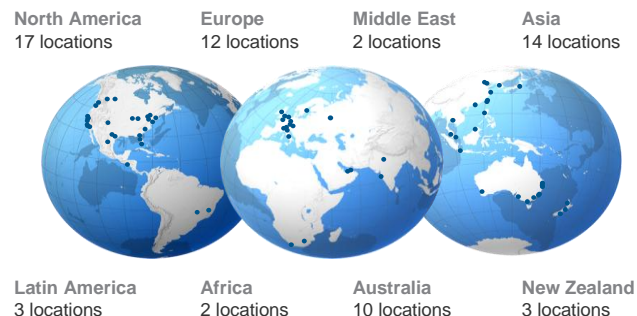 North America
17 locations
Europe
12 locations
Middle East
2 locations
Asia
14 locations
Latin America
3 locations
Africa
2 locations
Australia
10 locations
New Zealand
3 locations